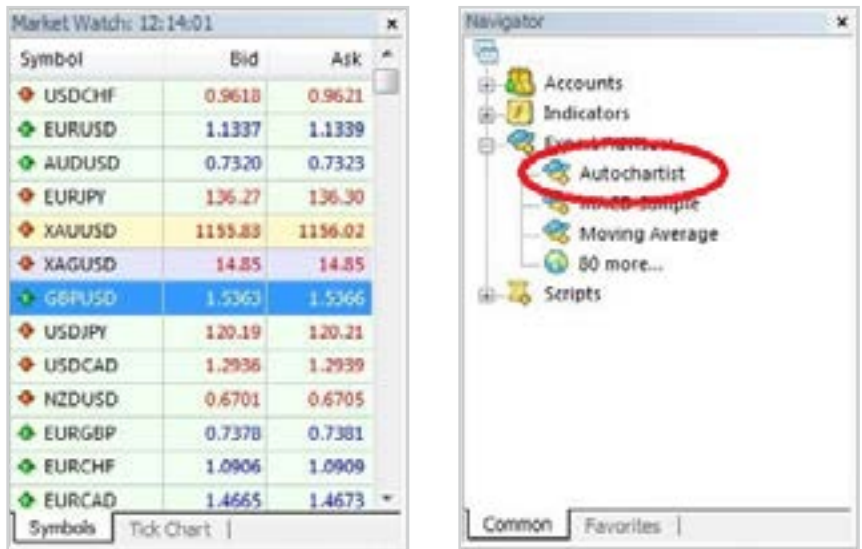 Market Watch: 12:14:01
Symbol Bid Ask
USDCHF 0.9618 0.9621
EURUSD 1.1337 1.1339
AUDUSD 0.7320 0.7323
EURJPY 136.27 136.30
XAUUSD 1155.83 1156.02
XAGUSD 14.85 14.85
GBPUSD 1.5363 1.5366
USDJPY 120.19 120.21
USDCAD 1.2936 1.2939
NZDUSD 0.6701 0.6705
EURGBP 0.7378 0.7381
EURCHF 1.0906 1.0909
EURCAD 1.4665 1.4673
Symbols Tick Chart
Navigator
Accounts
Indicators
Expert
Autochartist
Sample
Moving Average
80 more...
Scripts
Common Favorites